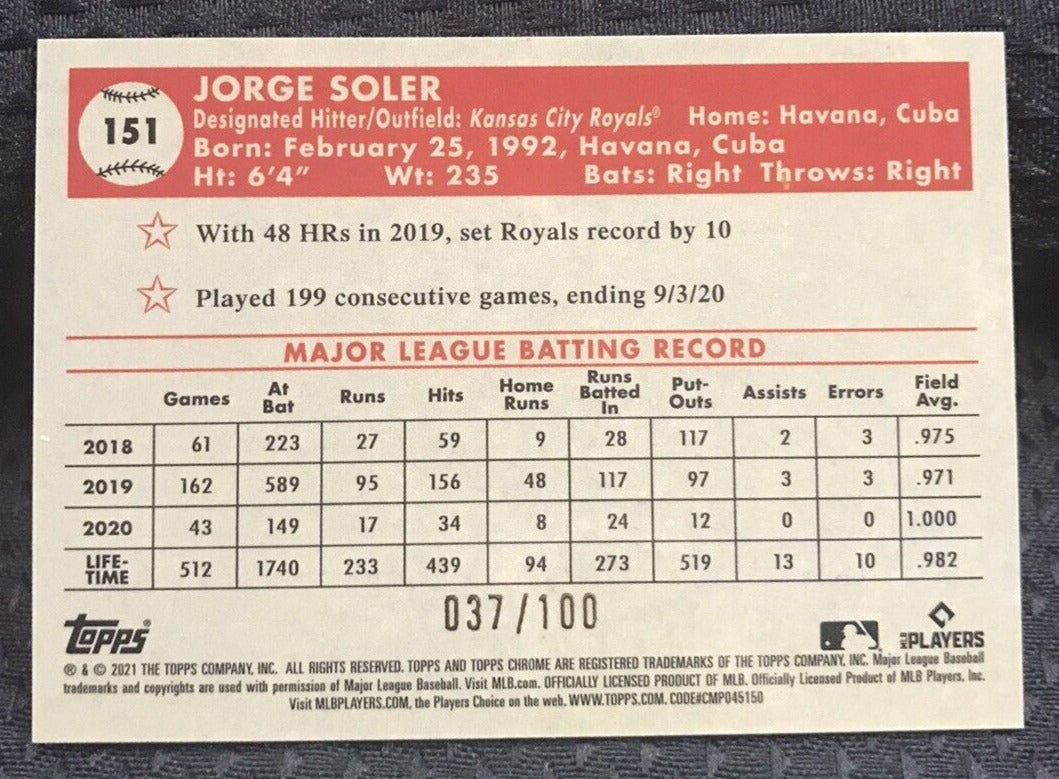 151
JORGE SOLER
Designated Hitter/Outfield: Kansas City Royals® Home: Havana, Cuba
Born: February 25, 1992, Havana, Cuba
Ht: 6'4" Wt: 235 Bats: Right Throws: Right
With 48 HRs in 2019, set Royals record by 10
Played 199 consecutive games, ending 9/3/20
MAJOR LEAGUE BATTING RECORD
Games At Bat Runs Hits Home Runs Runs Batted In Put-Outs Assists Errors Field Avg.
2018 61 223 27 59 9 28 117 2 3 .975
2019 162 589 95 156 48 117 97 3 3 .971
2020 43 149 17 34 8 24 12 0 0 1.000
LIFE-TIME 512 1740 233 439 94 273 519 13 10 .982
037/100
Topps® MLB PLAYERS
® & © 2021 THE TOPPS COMPANY, INC. ALL RIGHTS RESERVED. TOPPS AND TOPPS CHROME ARE REGISTERED TRADEMARKS OF THE TOPPS COMPANY, INC. Major League Baseball
trademarks and copyrights are used with permission of Major League Baseball. Visit MLB.com. OFFICIALLY LICENSED PRODUCT OF MLB. Officially Licensed Product of MLB Players, Inc.
Visit MLBPLAYERS.COM, the Players Choice on the web. WWW.TOPPS.COM. CODE#CMP045150